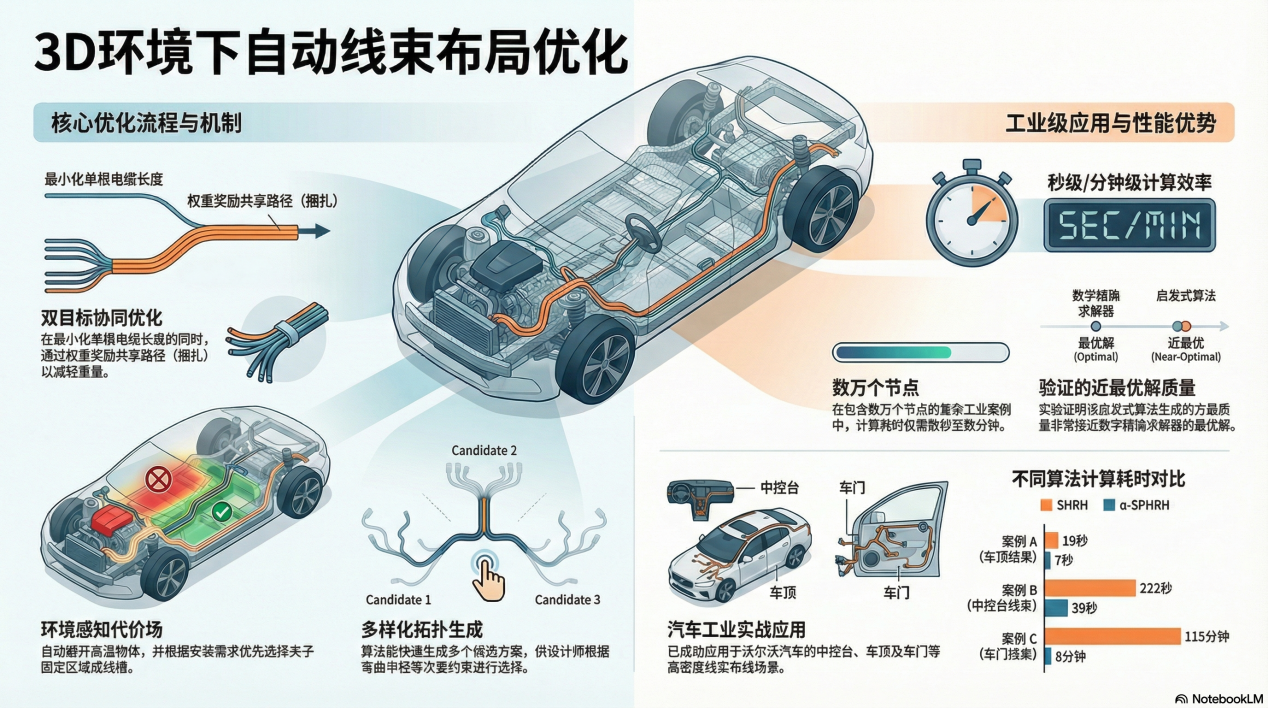 3D环境下自动线束布局优化
核心优化流程与机制
最小化单根电缆长度
权重奖励共享路径（捆扎）
双目标协同优化
在最小化单根电缆长度的同时，
通过权重奖励共享路径（捆扎）
以减轻重量。
环境感知代价场
自动避开高温物体，并根据安装需求优先选择夫子
固定区域成线槽。
Candidate 2
Candidate 1
Candidate 3
多样化拓扑生成
算法能快速生成多个候选方案，供设计师根据
弯曲半径等次要约束进行选择。
工业级应用与性能优势
秒级/分钟级计算效率
SEC/MIN
数万个节点
在包含数万个节点的复杂工业案例
中，计算耗时仅需散秒至数分钟。
数学精确
求解器
启发式算法
最优解
(Optimal)
近最优
(Near-Optimal)
验证的近最优解质量
实验证明该启发式算法生成的方最质
量非常接近数字精确求解器的最优解。
中控台
车顶
车门
车门
汽车工业实战应用
已成动应用于沃尔沃汽车的中控台、车顶及车门等
高密度线实布线场景。
不同算法计算耗时对比
SHRH
α-SPHRH
案例 A
（车顶结果）
19秒
7秒
案例 B
（中控台线束）
222秒
39秒
案例 C
（车门集）
115分钟
8分钟
NotebookLM